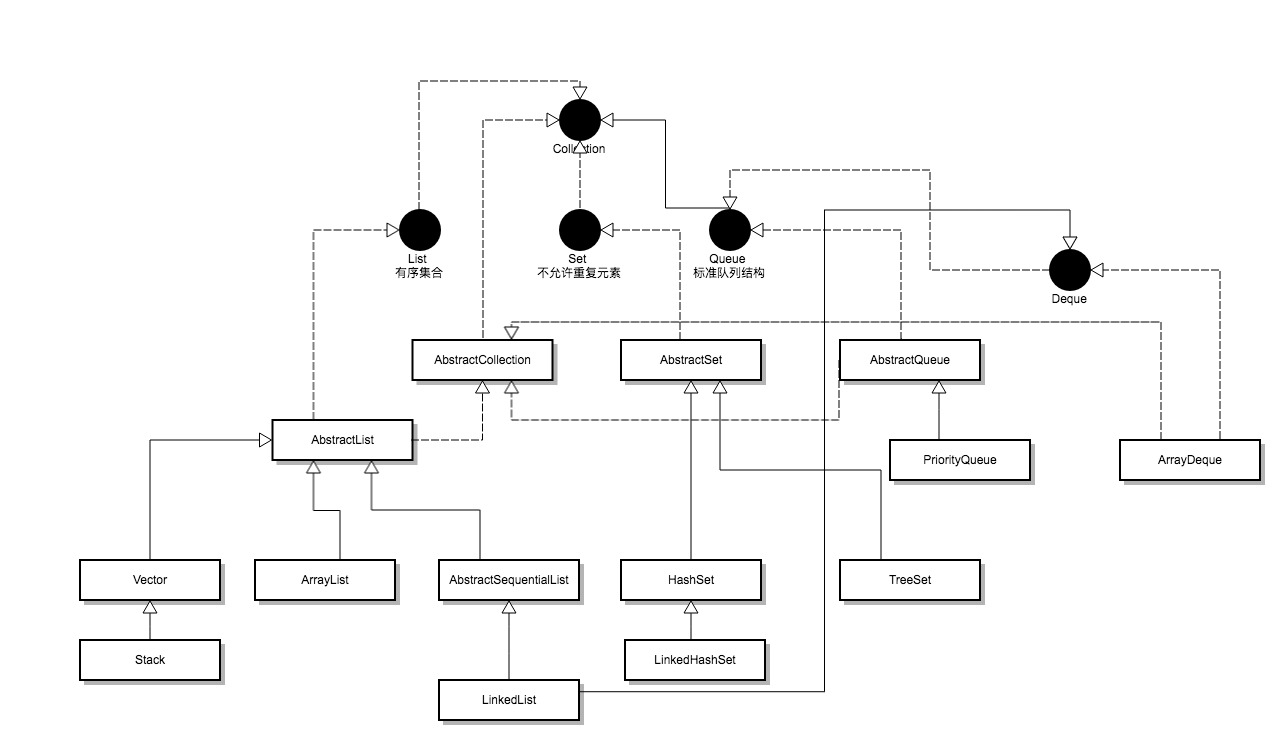 Collection
List
有序集合
Set
不允许重复元素
Queue
标准队列结构
Deque
AbstractCollection
AbstractSet
AbstractQueue
AbstractList
PriorityQueue
ArrayDeque
Vector
ArrayList
AbstractSequentialList
HashSet
TreeSet
Stack
LinkedHashSet
LinkedList